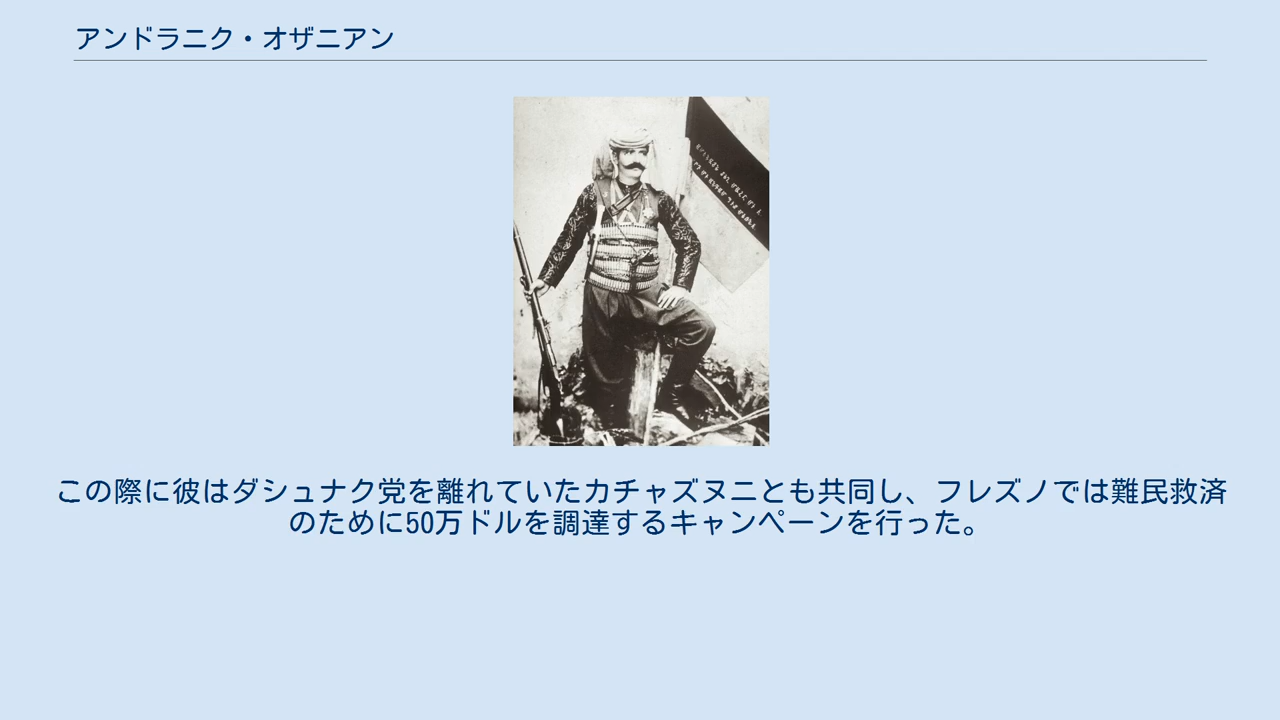 アンドラニク・オザニアン
この際に彼はダシュナク党を離れていたカチャズヌニとも共同し、フレズノでは難民救済
のために50万ドルを調達するキャンペーンを行った。